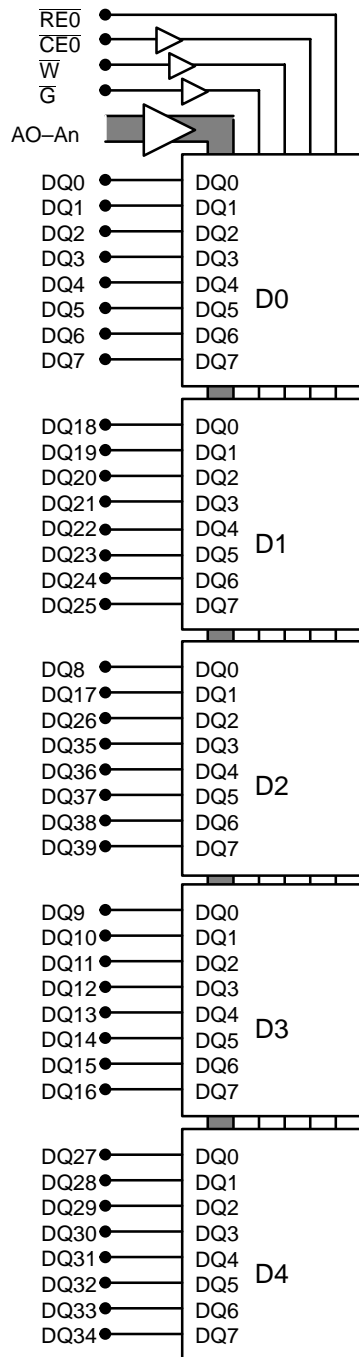 RE0
CE0
W
G
AO–An
DQ0 DQ0
DQ1 DQ1
DQ2 DQ2
DQ3 DQ3
DQ4 DQ4
DQ5 DQ5
DQ6 DQ6
DQ7 DQ7
D0
DQ18 DQ0
DQ19 DQ1
DQ20 DQ2
DQ21 DQ3
DQ22 DQ4
DQ23 DQ5
DQ24 DQ6
DQ25 DQ7
D1
DQ8 DQ0
DQ17 DQ1
DQ26 DQ2
DQ35 DQ3
DQ36 DQ4
DQ37 DQ5
DQ38 DQ6
DQ39 DQ7
D2
DQ9 DQ0
DQ10 DQ1
DQ11 DQ2
DQ12 DQ3
DQ13 DQ4
DQ14 DQ5
DQ15 DQ6
DQ16 DQ7
D3
DQ27 DQ0
DQ28 DQ1
DQ29 DQ2
DQ30 DQ3
DQ31 DQ4
DQ32 DQ5
DQ33 DQ6
DQ34 DQ7
D4